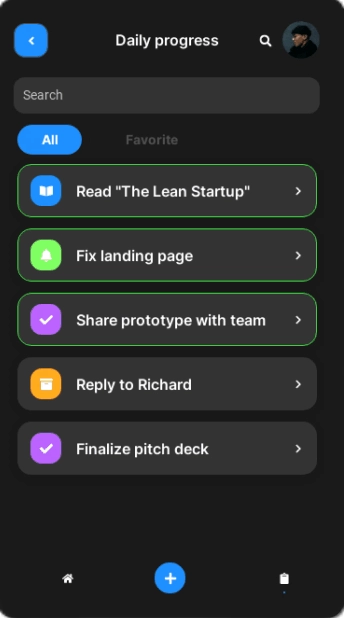 Daily progress
Search
All
Favorite
Read "The Lean Startup"
Fix landing page
Share prototype with team
Reply to Richard
Finalize pitch deck